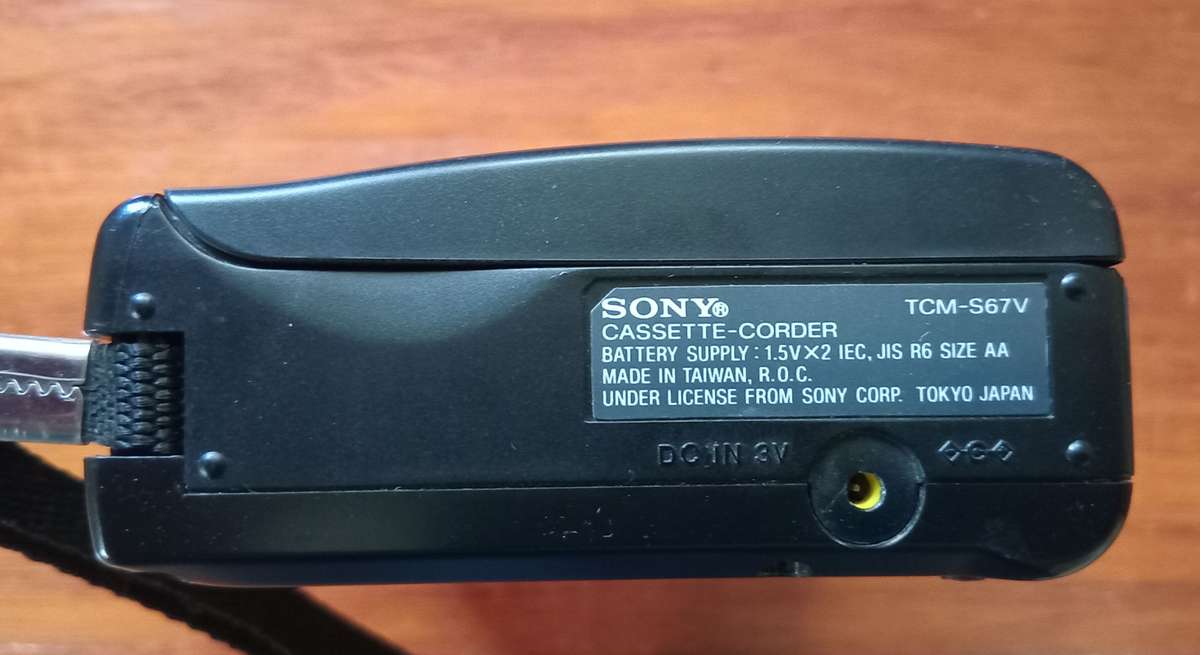 SONY® TCM-S67V
CASSETTE-CORDER
BATTERY SUPPLY : 1.5V×2 IEC, JIS R6 SIZE AA
MADE IN TAIWAN, R.O.C.
UNDER LICENSE FROM SONY CORP. TOKYO JAPAN
DC IN 3V